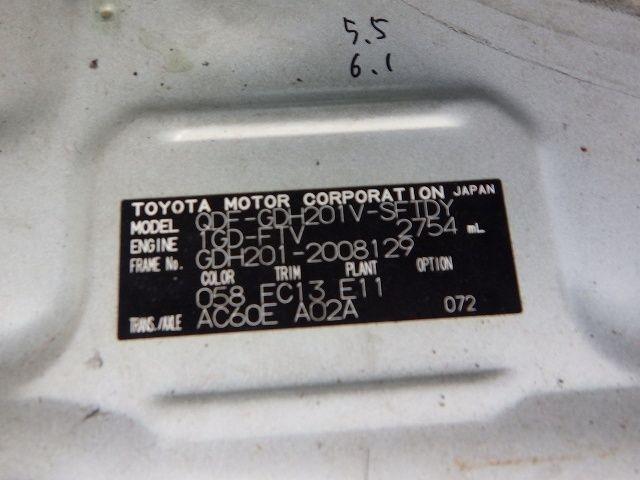 5.5
6.1
TOYOTA MOTOR CORPORATION JAPAN
MODEL QDF-GDH201V-SFTDY
ENGINE 1GD-FTV 2754 mL
FRAME No. GDH201-2008129
COLOR TRIM PLANT OPTION
058 FC13 E11
TRANS./AXLE AC60E A02A 072